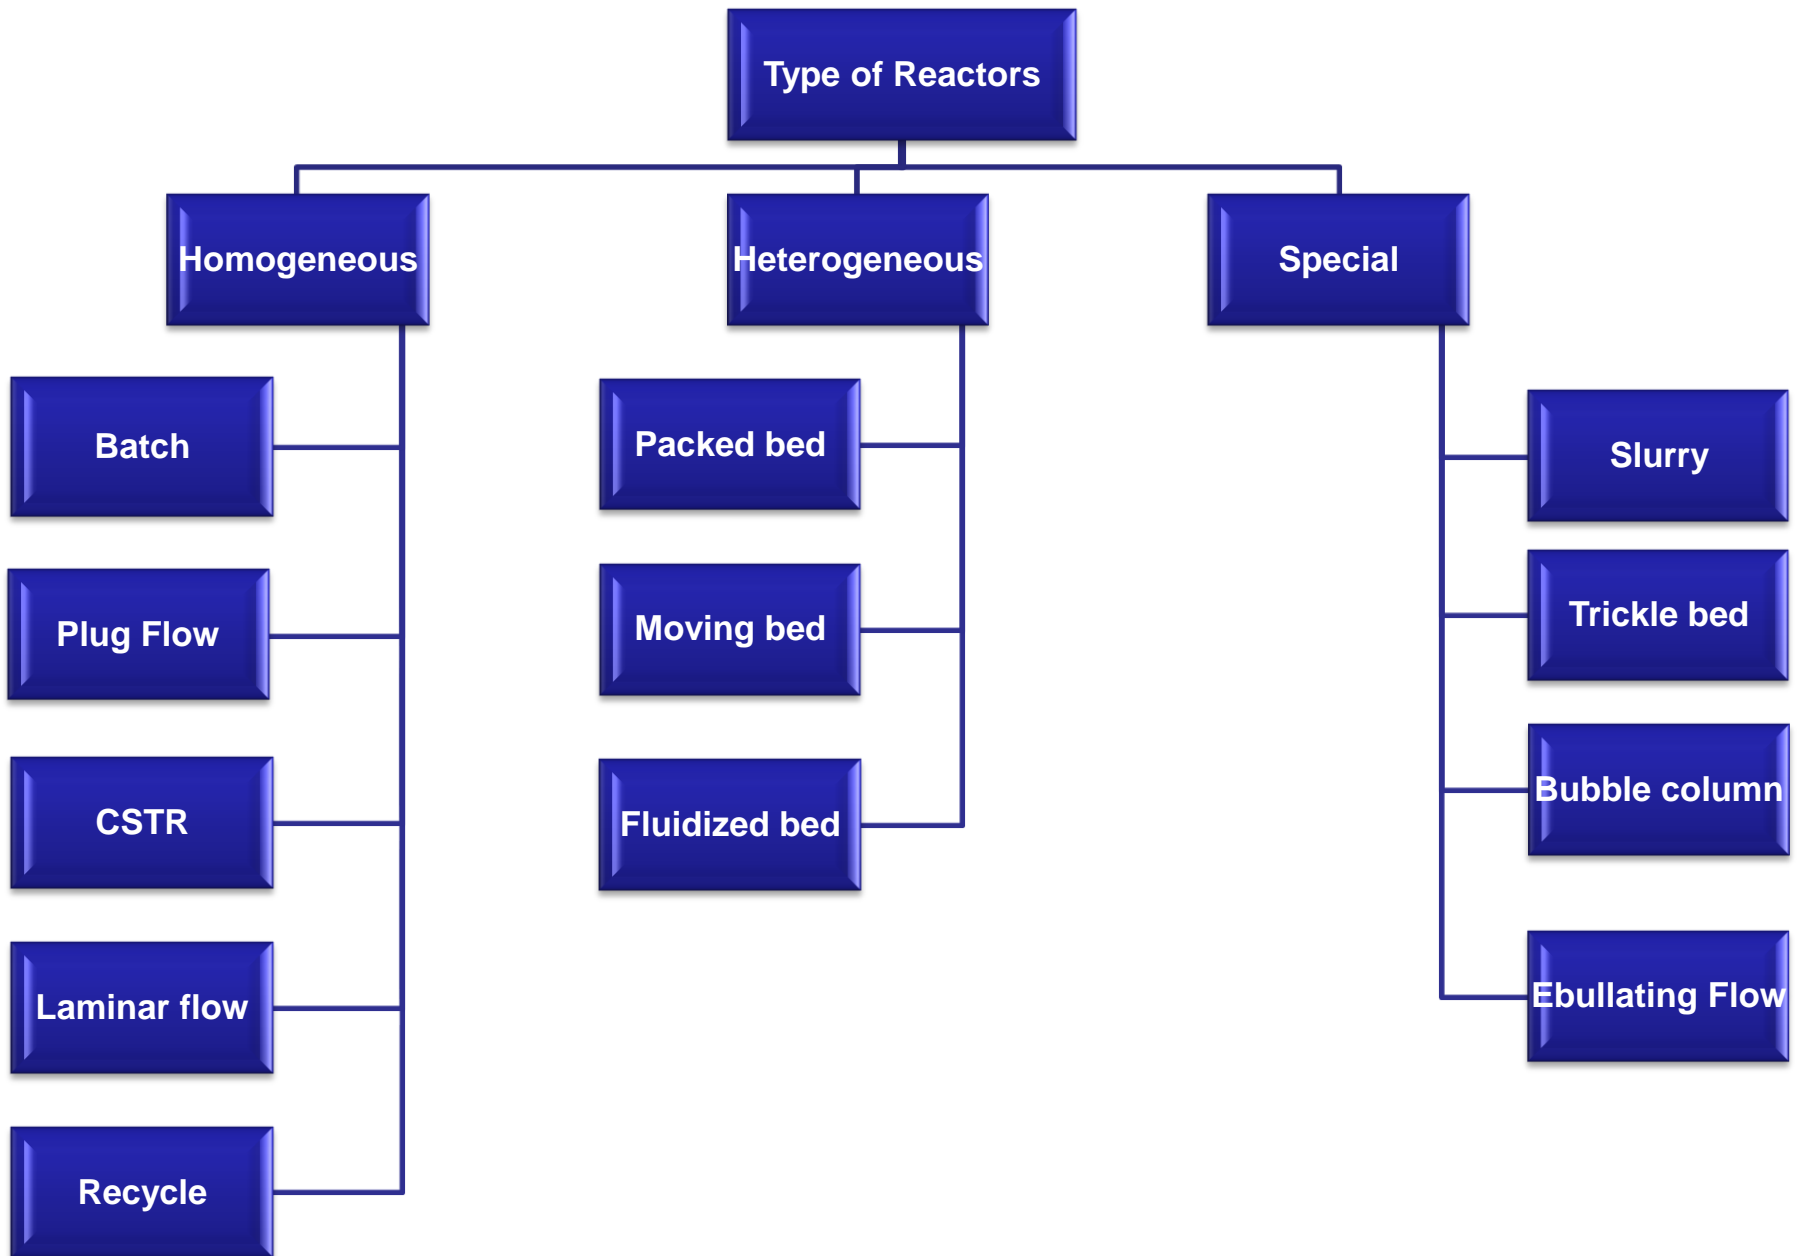 Type of Reactors
Homogeneous
Heterogeneous
Special
Batch
Plug Flow
CSTR
Laminar flow
Recycle
Packed bed
Moving bed
Fluidized bed
Slurry
Trickle bed
Bubble column
Ebullating Flow